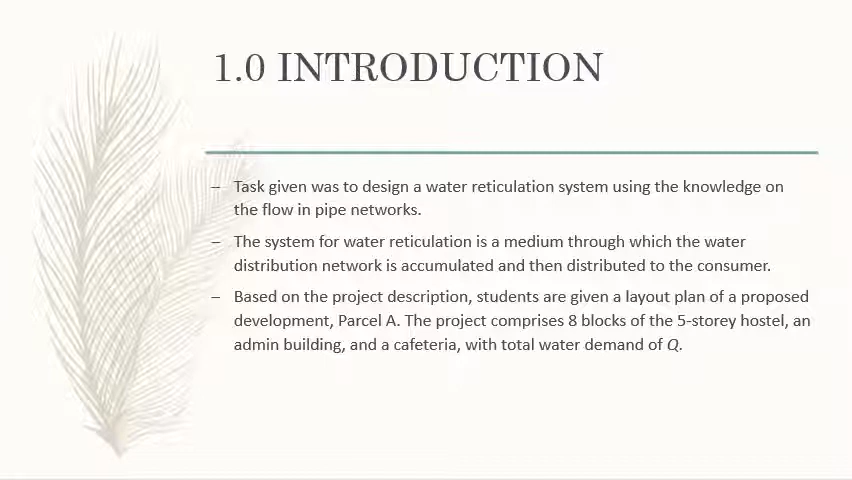 1.0 INTRODUCTION
– Task given was to design a water reticulation system using the knowledge on
the flow in pipe networks.
– The system for water reticulation is a medium through which the water
distribution network is accumulated and then distributed to the consumer.
– Based on the project description, students are given a layout plan of a proposed
development, Parcel A. The project comprises 8 blocks of the 5-storey hostel, an
admin building, and a cafeteria, with total water demand of Q.